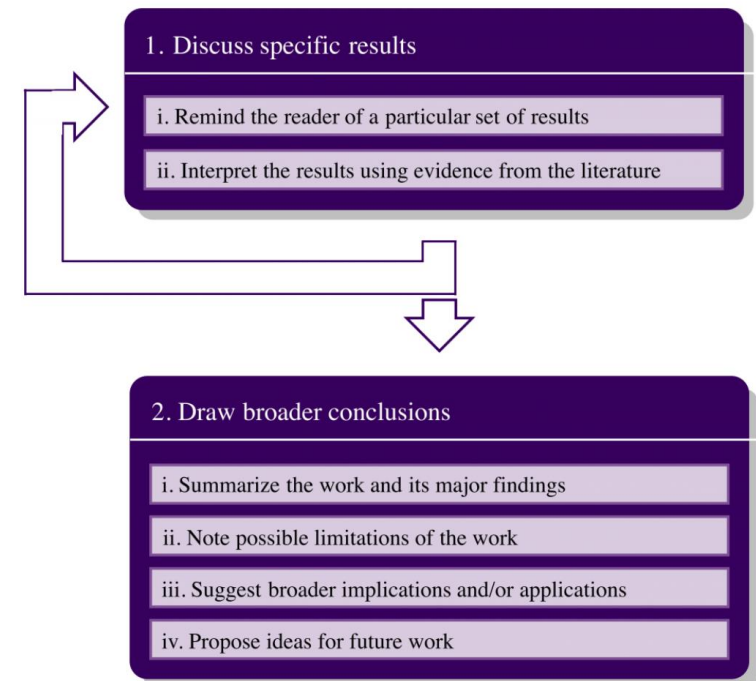 1. Discuss specific results
i. Remind the reader of a particular set of results
ii. Interpret the results using evidence from the literature
2. Draw broader conclusions
i. Summarize the work and its major findings
ii. Note possible limitations of the work
iii. Suggest broader implications and/or applications
iv. Propose ideas for future work